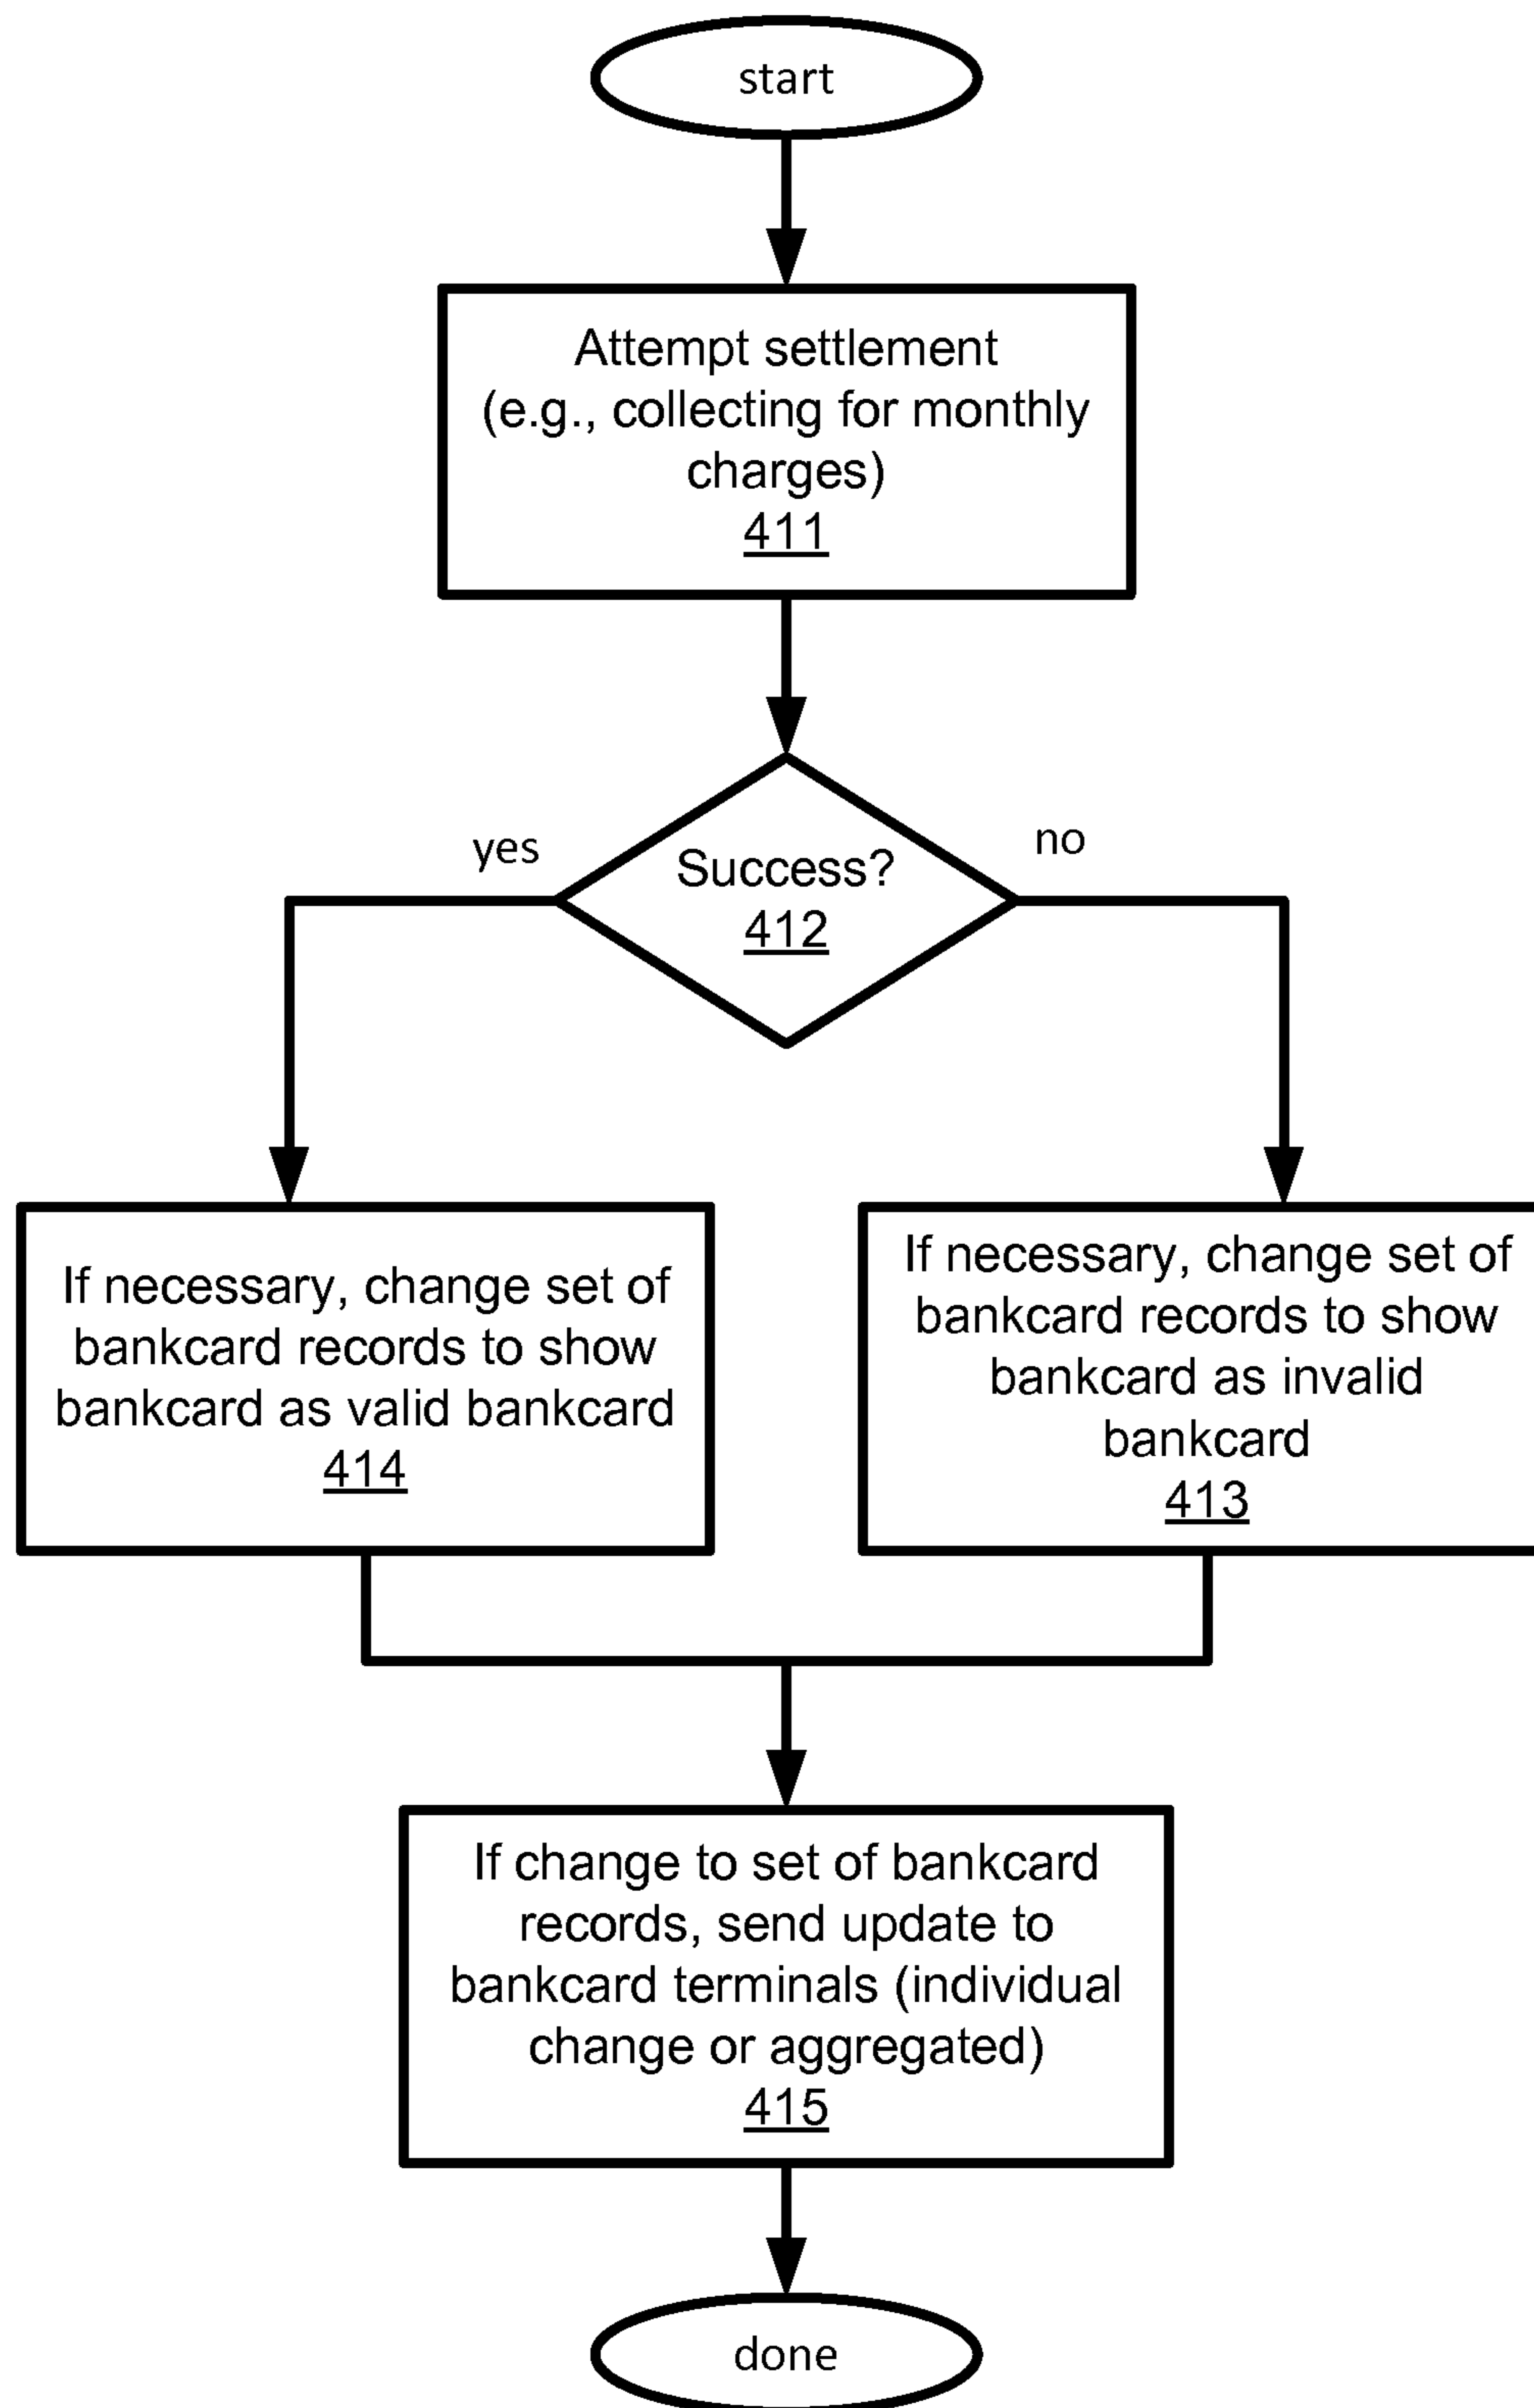 start
Attempt settlement
(e.g., collecting for monthly
charges)
411
yes
no
Success?
412
If necessary, change set of
bankcard records to show
bankcard as valid bankcard
414
If necessary, change set of
bankcard records to show
bankcard as invalid
bankcard
413
If change to set of bankcard
records, send update to
bankcard terminals (individual
change or aggregated)
415
done